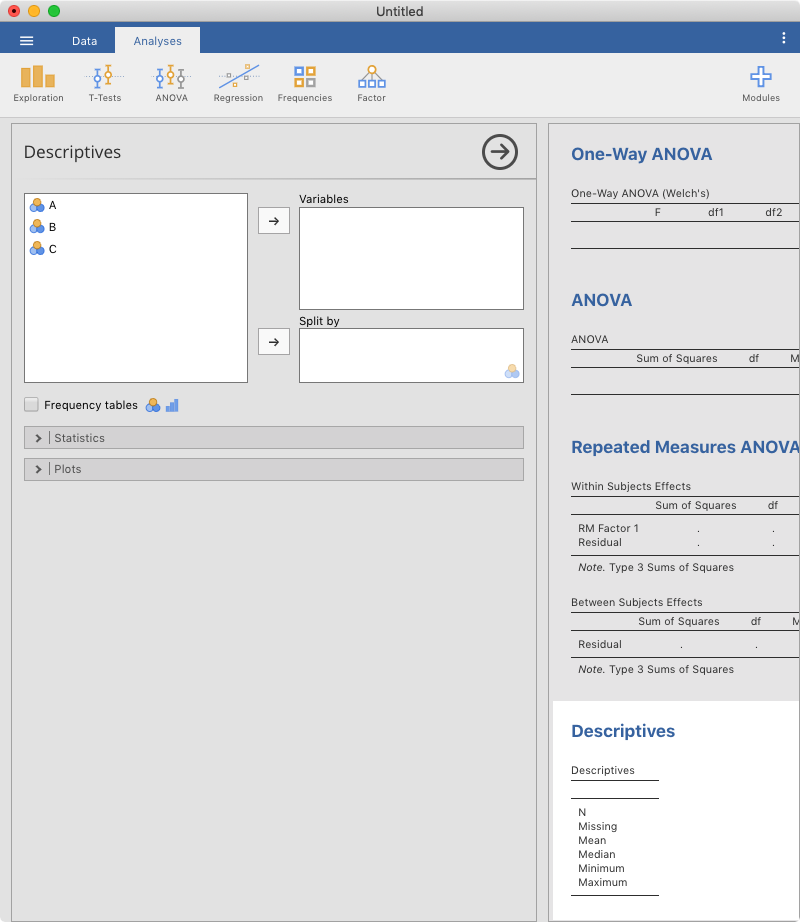 Untitled
Data Analyses
Exploration T-Tests ANOVA Regression Frequencies Factor Modules
Descriptives
A
B
C
Variables
Split by
Frequency tables
Statistics
Plots
One-Way ANOVA
One-Way ANOVA (Welch's)
F df1 df2
ANOVA
ANOVA
Sum of Squares df M
Repeated Measures ANOVA
Within Subjects Effects
Sum of Squares df
RM Factor 1 . .
Residual . .
Note. Type 3 Sums of Squares
Between Subjects Effects
Sum of Squares df M
Residual . .
Note. Type 3 Sums of Squares
Descriptives
Descriptives
N
Missing
Mean
Median
Minimum
Maximum